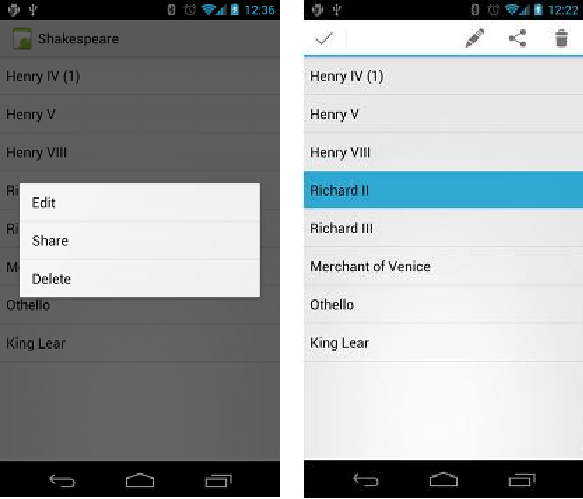 12:36
Shakespeare
Henry IV (1)
Henry V
Henry VIII
Ri
Ri
M
Edit
Share
Delete
Othello
King Lear
12:22
Henry IV (1)
Henry V
Henry VIII
Richard II
Richard III
Merchant of Venice
Othello
King Lear